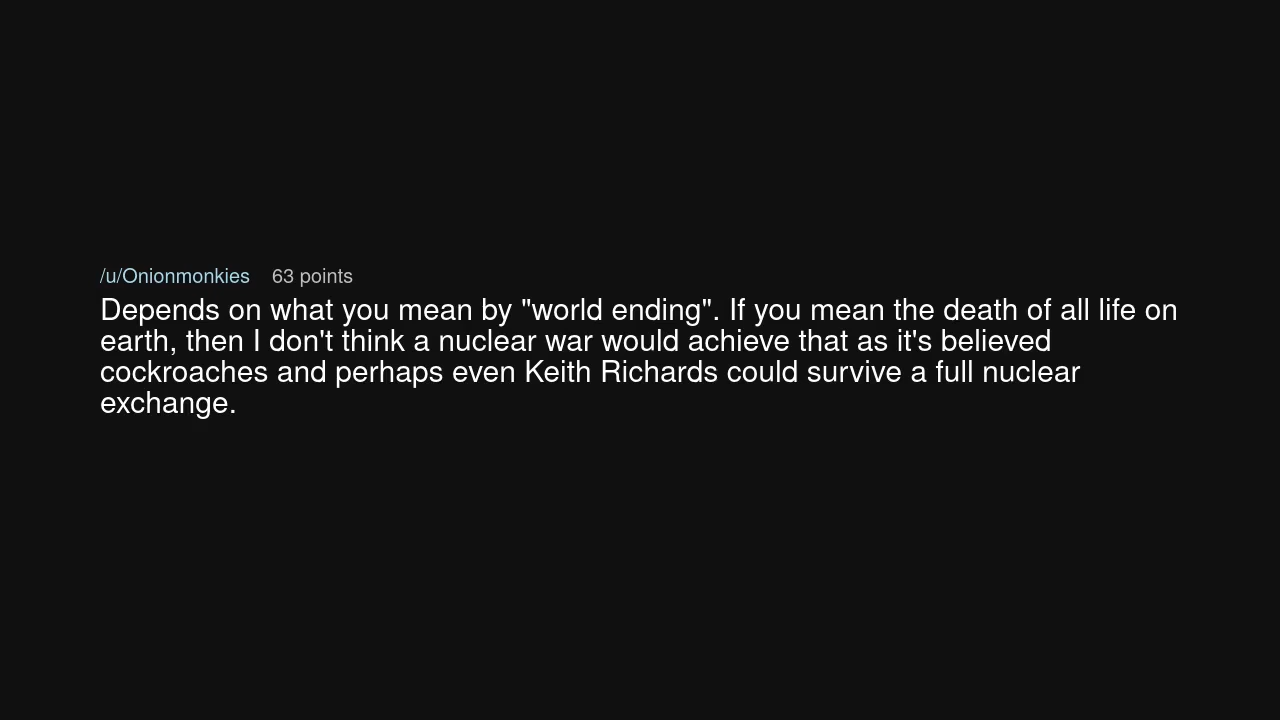 /u/Onionmonkies 63 points
Depends on what you mean by "world ending". If you mean the death of all life on
earth, then I don't think a nuclear war would achieve that as it's believed
cockroaches and perhaps even Keith Richards could survive a full nuclear
exchange.